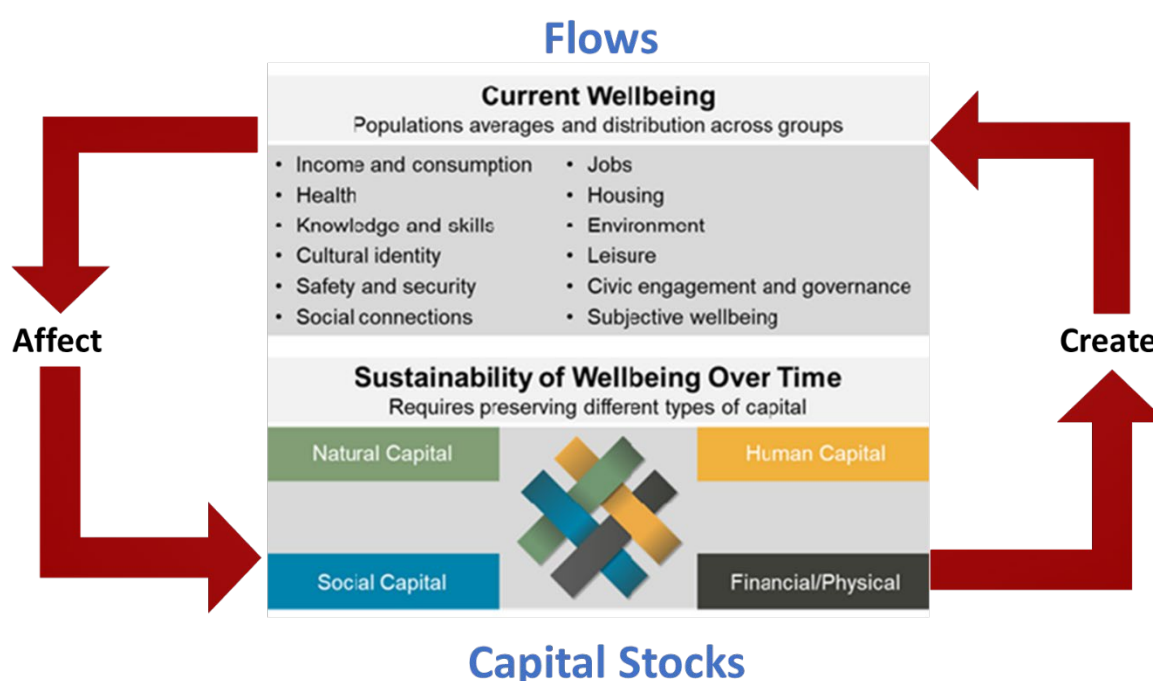 Flows
Current Wellbeing
Populations averages and distribution across groups
• Income and consumption
• Health
• Knowledge and skills
• Cultural identity
• Safety and security
• Social connections
• Jobs
• Housing
• Environment
• Leisure
• Civic engagement and governance
• Subjective wellbeing
Affect
Create
Sustainability of Wellbeing Over Time
Requires preserving different types of capital
Natural Capital
Human Capital
Social Capital
Financial/Physical
Capital Stocks